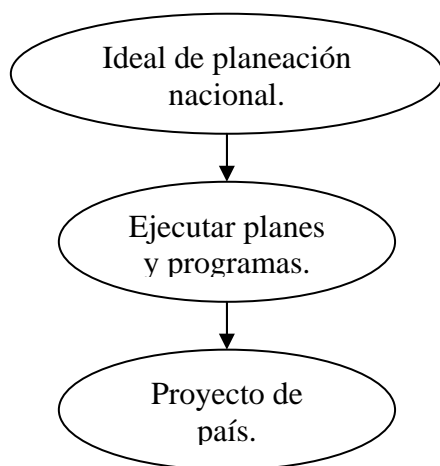 Ideal de planeación
nacional.
Ejecutar planes
y programas.
Proyecto de
país.